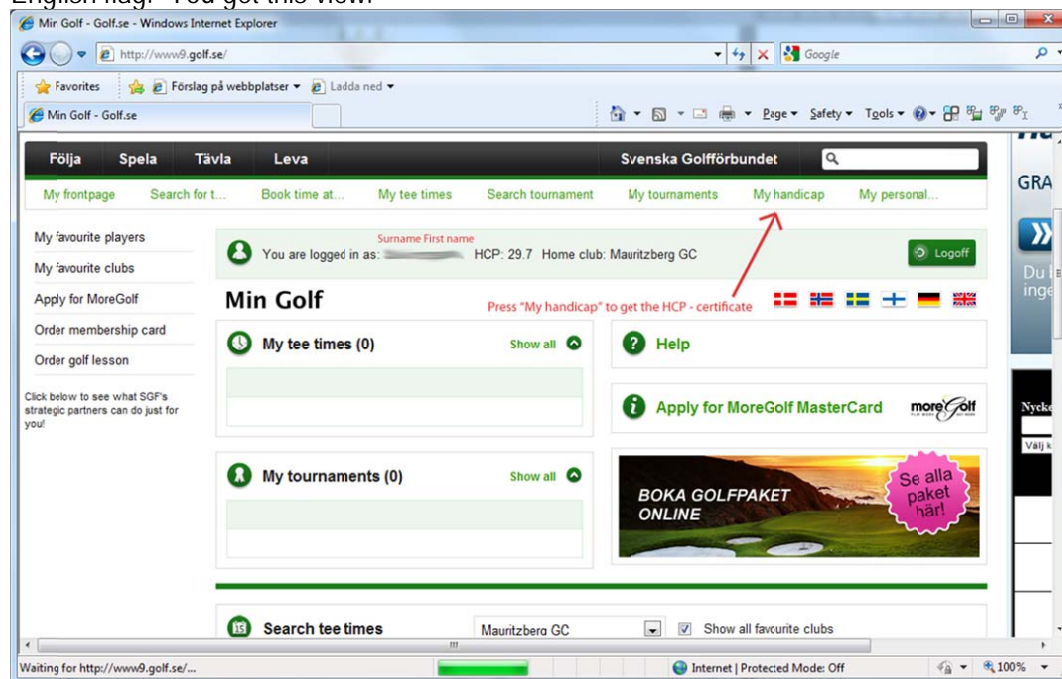 English flag. You get this view:
Mir Golf - Golf.se - Windows Internet Explorer
http://www9.golf.se/
Google
Favorites Förslag på webbplatser Ladda ned
Min Golf - Golf.se
Page Safety Tools
Följa Spela Tävla Leva Svenska Golfförbundet
My frontpage Search for t... Book time at... My tee times Search tournament My tournaments My handicap My personal...
GRA
My favourite players
My favourite clubs
Apply for MoreGolf
Order membership card
Order golf lesson
Click below to see what SGF's
strategic partners can do just for
you!
Surname First name
You are logged in as: HCP: 29.7 Home club: Mauritzberg GC
Logoff
Min Golf
Press "My handicap" to get the HCP - certificate
My tee times (0) Show all
Help
Apply for MoreGolf MasterCard moreGolf
My tournaments (0) Show all
BOKA GOLFPAKET
ONLINE
Se alla
paket
här!
Search tee times Mauritzberg GC Show all favourite clubs
Du
inge
Nycke
Välj k
Waiting for http://www9.golf.se/... Internet | Protected Mode: Off 100%